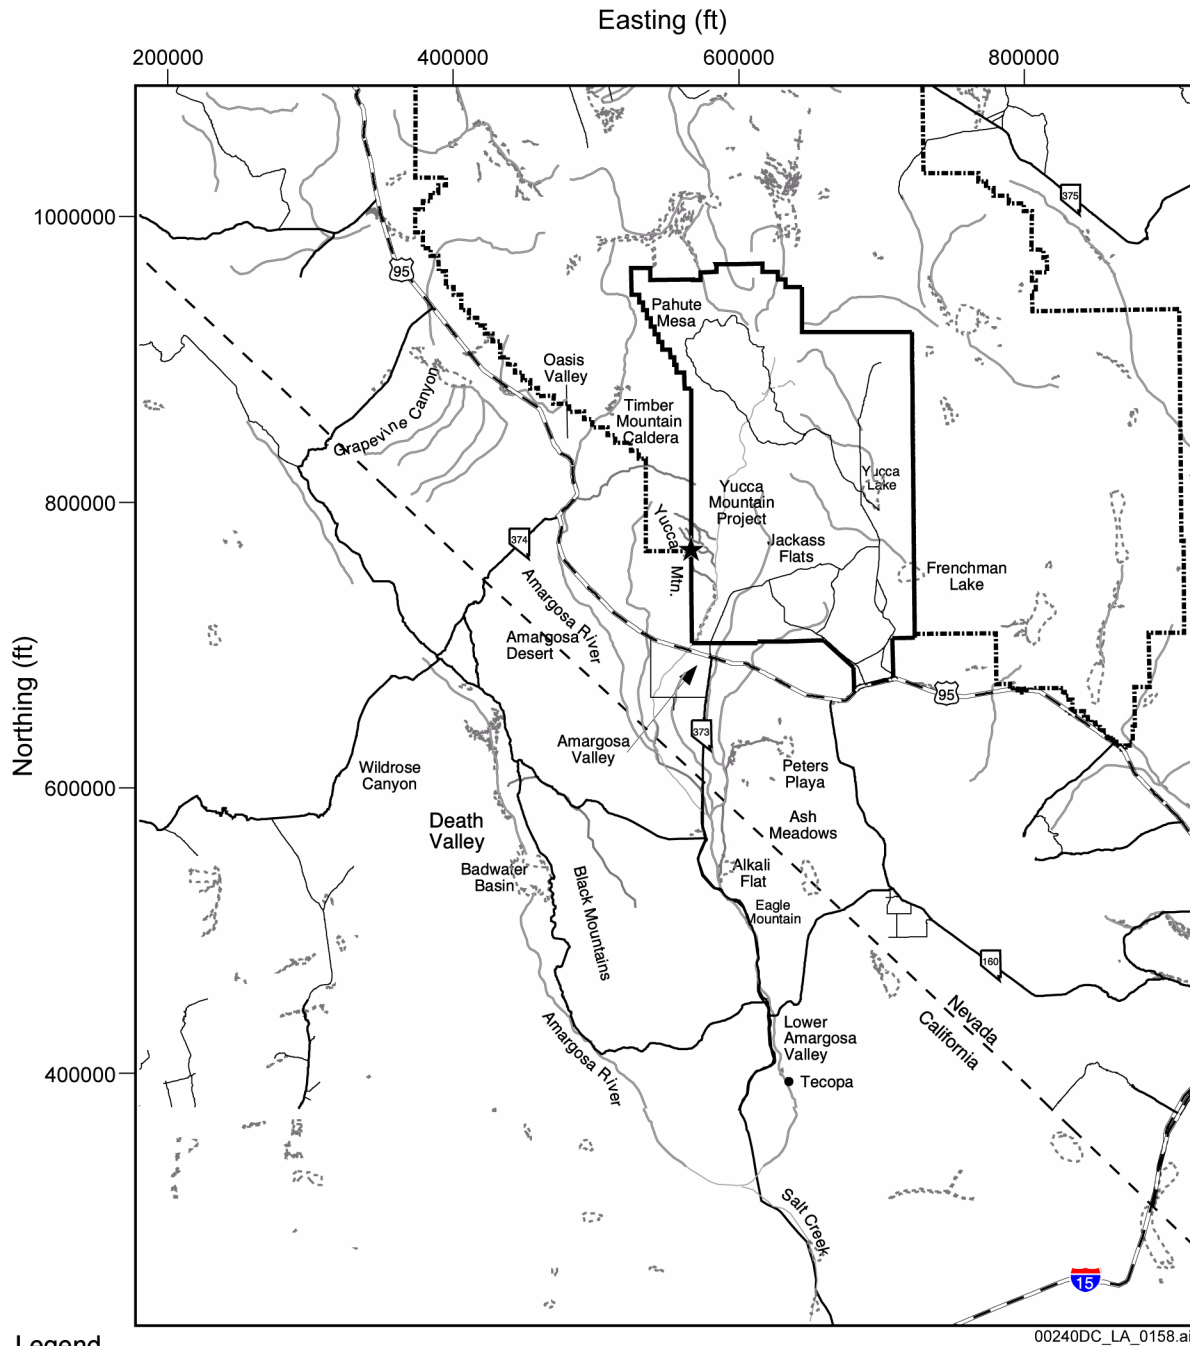 Easting (ft)
200000
400000
600000
800000
Northing (ft)
1000000
800000
600000
400000
375
95
Pahute
Mesa
Oasis
Valley
Grapevine Canyon
Timber
Mountain
Caldera
Yucca
Lake
Yucca
Mountain
Project
Yucca Mtn.
Jackass
Flats
374
Frenchman
Lake
Amargosa River
Amargosa
Desert
95
373
Amargosa
Valley
Peters
Playa
Wildrose
Canyon
Ash
Meadows
Death
Valley
Badwater
Basin
Black Mountains
Alkali
Flat
Eagle
Mountain
160
Nevada
California
Amargosa River
Lower
Amargosa
Valley
Tecopa
Salt Creek
15
Legend
00240DC_LA_0158.ai